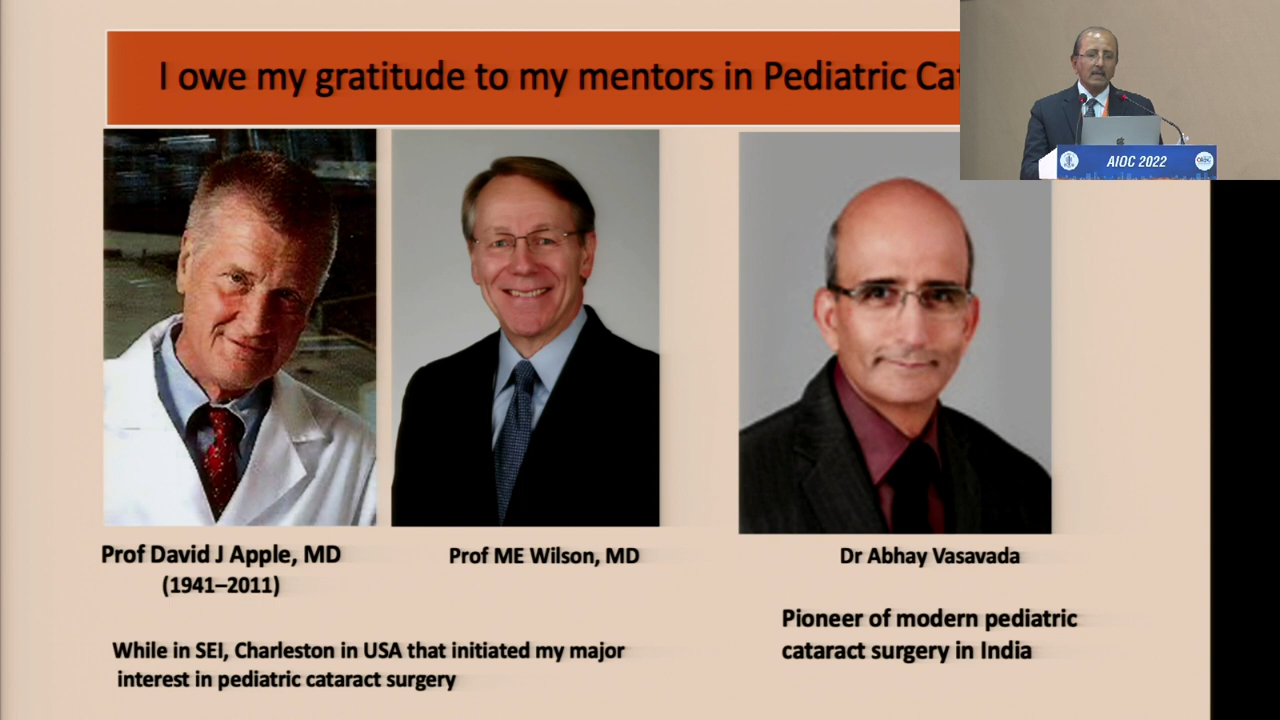 I owe my gratitude to my mentors in Pediatric
AIOC 2022
Prof David J Apple, MD
(1941–2011)
Prof ME Wilson, MD
Dr Abhay Vasavada
While in SEI, Charleston in USA that initiated my major
interest in pediatric cataract surgery
Pioneer of modern pediatric
cataract surgery in India